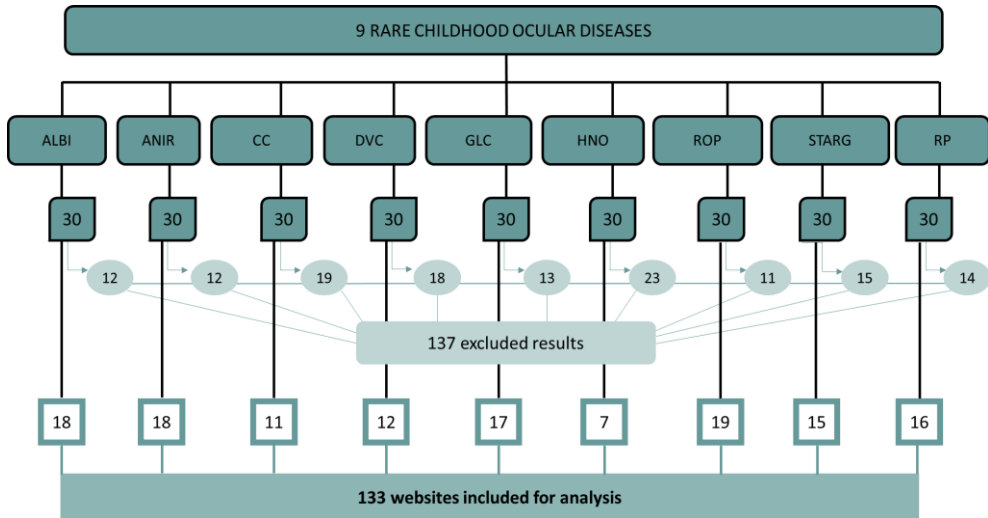 9 RARE CHILDHOOD OCULAR DISEASES
ALBI ANIR CC DVC GLC HNO ROP STARG RP
30 30 30 30 30 30 30 30 30
12 12 19 18 13 23 11 15 14
137 excluded results
18 18 11 12 17 7 19 15 16
133 websites included for analysis